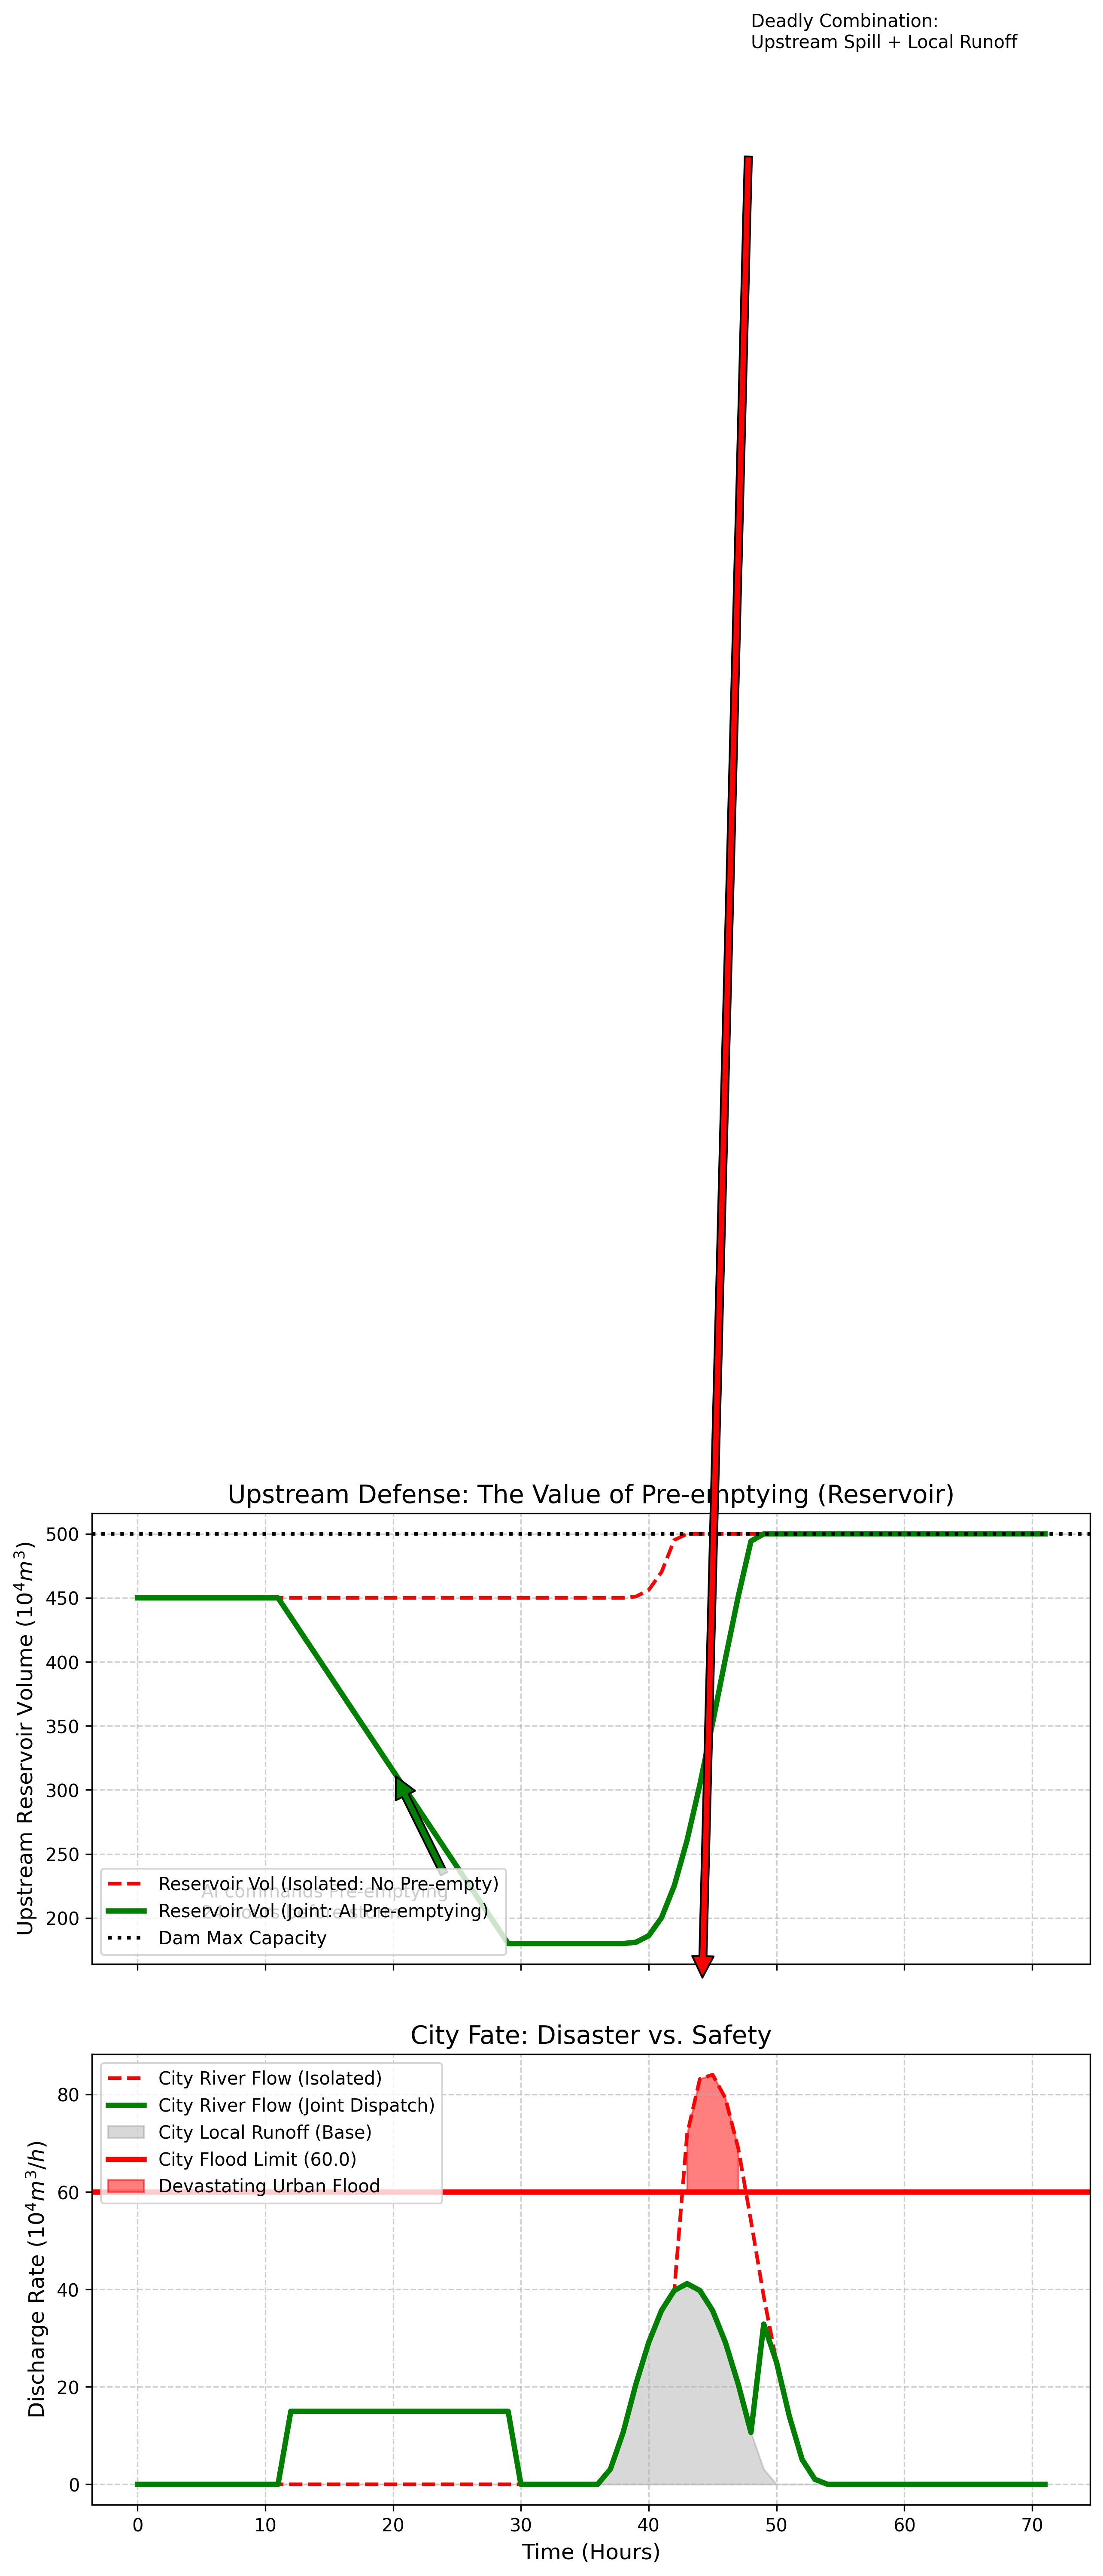 Deadly Combination:
Upstream Spill + Local Runoff
Upstream Defense: The Value of Pre-emptying (Reservoir)
Upstream Reservoir Volume (10⁴m³)
500
450
400
350
300
250
200
AI commands Pre-emptying
Reservoir Vol (Isolated: No Pre-empty)
Reservoir Vol (Joint: AI Pre-emptying)
Dam Max Capacity
City Fate: Disaster vs. Safety
Discharge Rate (10⁴m³/h)
80
60
40
20
0
City River Flow (Isolated)
City River Flow (Joint Dispatch)
City Local Runoff (Base)
City Flood Limit (60.0)
Devastating Urban Flood
0 10 20 30 40 50 60 70
Time (Hours)